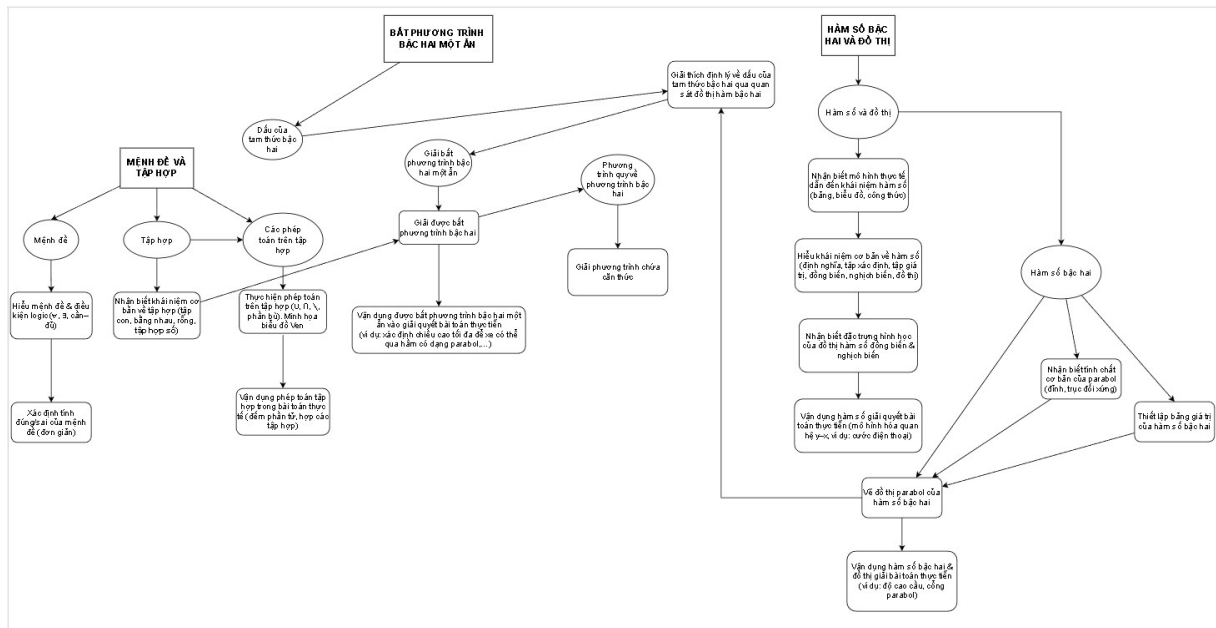 BẤT PHƯƠNG TRÌNH
BẬC HAI MỘT ẨN
HÀM SỐ BẬC
HAI VÀ ĐỒ THỊ
Giải thích định lý về dấu của
tam thức bậc hai qua quan
sát đồ thị hàm bậc hai
Hàm số và đồ thị
Dấu của
tam thức bậc
hai
MỆNH ĐỀ VÀ
TẬP HỢP
Giải bất
phương trình bậc
hai một ẩn
Phương
trình quy về
phương trình bậc
hai
Nhận biết mô hình thực tế
dẫn đến khái niệm hàm số
(bảng, biểu đồ, công thức)
Mệnh đề
Tập hợp
Các phép
toán trên tập
hợp
Giải được bất
phương trình bậc hai
Giải phương trình chứa
căn thức
Hiểu khái niệm cơ bản về hàm số
(định nghĩa, tập xác định, tập giá
trị, đồng biến, nghịch biến, đồ thị)
Hàm số bậc hai
Hiểu mệnh đề & điều
kiện logic (∀, ∃, cần–
đủ)
Nhận biết khái niệm cơ
bản về tập hợp (tập
con, bằng nhau, rỗng,
tập hợp số)
Thực hiện phép toán
trên tập hợp (∪, ∩, \,
phần bù). Minh họa
biểu đồ Ven
Vận dụng được bất phương trình bậc hai một
ẩn vào giải quyết bài toán thực tiễn
(ví dụ: xác định chiều cao tối đa để xe có thể
qua hầm có dạng parabol,...)
Nhận biết đặc trưng hình học
của đồ thị hàm số đồng biến &
nghịch biến
Nhận biết tính chất
cơ bản của parabol
(đỉnh, trục đối xứng)
Xác định tính
đúng/sai của mệnh
đề (đơn giản)
Vận dụng phép toán tập
hợp trong bài toán thực
tế (đếm phần tử, hợp các
tập hợp)
Vận dụng hàm số giải quyết bài
toán thực tiễn (mô hình hóa quan
hệ y–x, ví dụ: cước điện thoại)
Thiết lập bảng giá trị
của hàm số bậc hai
Vẽ đồ thị parabol của
hàm số bậc hai
Vận dụng hàm số bậc hai &
đồ thị giải bài toán thực tiễn
(ví dụ: độ cao cầu, cổng
parabol)